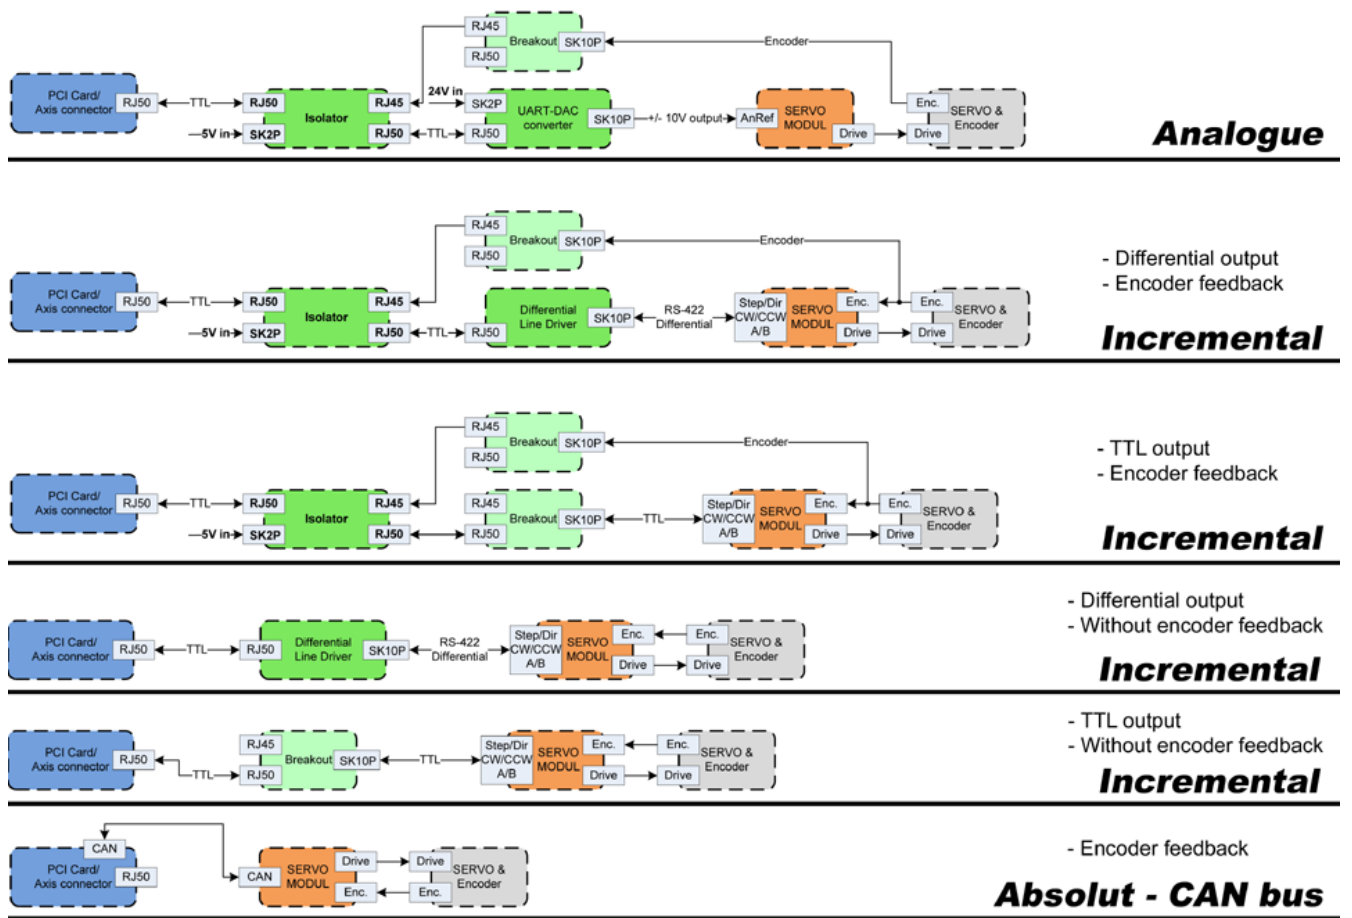 RJ45
Breakout
SK10P
Encoder
RJ50
PCI Card/
Axis connector
RJ50
TTL
RJ50
Isolator
RJ45
5V in
SK2P
RJ50
TTL
24V in
SK2P
UART-DAC
converter
RJ50
SK10P
+/- 10V output
AnRef
SERVO
MODUL
Drive
Enc.
SERVO &
Encoder
Drive
Analogue
RJ45
Breakout
SK10P
Encoder
RJ50
PCI Card/
Axis connector
RJ50
TTL
RJ50
Isolator
RJ45
5V in
SK2P
RJ50
TTL
RJ50
Differential
Line Driver
SK10P
RS-422
Differential
Step/Dir
CW/CCW
A/B
SERVO
MODUL
Enc.
Drive
Enc.
SERVO &
Encoder
Drive
- Differential output
- Encoder feedback
Incremental
RJ45
Breakout
SK10P
Encoder
RJ50
PCI Card/
Axis connector
RJ50
TTL
RJ50
Isolator
RJ45
5V in
SK2P
RJ50
RJ45
Breakout
RJ50
SK10P
TTL
Step/Dir
CW/CCW
A/B
SERVO
MODUL
Enc.
Drive
Enc.
SERVO &
Encoder
Drive
- TTL output
- Encoder feedback
Incremental
PCI Card/
Axis connector
RJ50
TTL
RJ50
Differential
Line Driver
SK10P
RS-422
Differential
Step/Dir
CW/CCW
A/B
SERVO
MODUL
Enc.
Drive
Enc.
SERVO &
Encoder
Drive
- Differential output
- Without encoder feedback
Incremental
PCI Card/
Axis connector
RJ50
TTL
RJ45
Breakout
RJ50
SK10P
TTL
Step/Dir
CW/CCW
A/B
SERVO
MODUL
Enc.
Drive
Enc.
SERVO &
Encoder
Drive
- TTL output
- Without encoder feedback
Incremental
CAN
PCI Card/
Axis connector
RJ50
CAN
SERVO
MODUL
Drive
Enc.
Drive
SERVO &
Encoder
Enc.
- Encoder feedback
Absolut - CAN bus